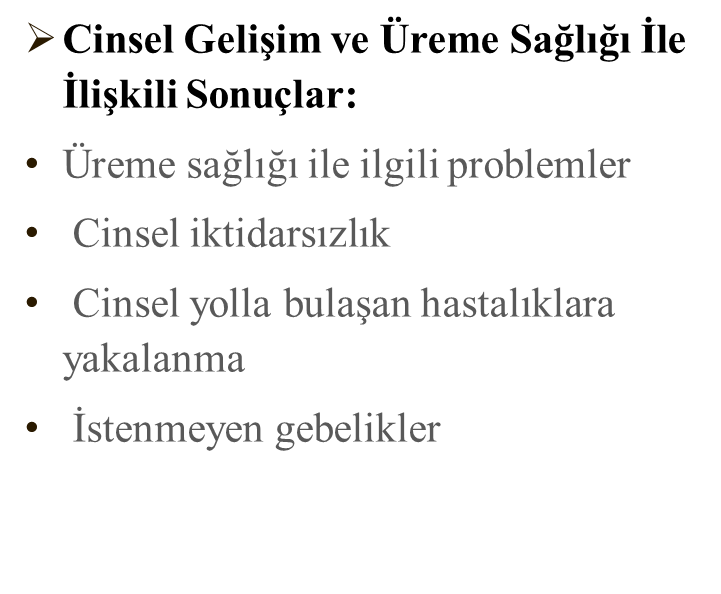 ➢ Cinsel Gelişim ve Üreme Sağlığı İle
İlişkili Sonuçlar:
• Üreme sağlığı ile ilgili problemler
• Cinsel iktidarsızlık
• Cinsel yolla bulaşan hastalıklara
yakalanma
• İstenmeyen gebelikler